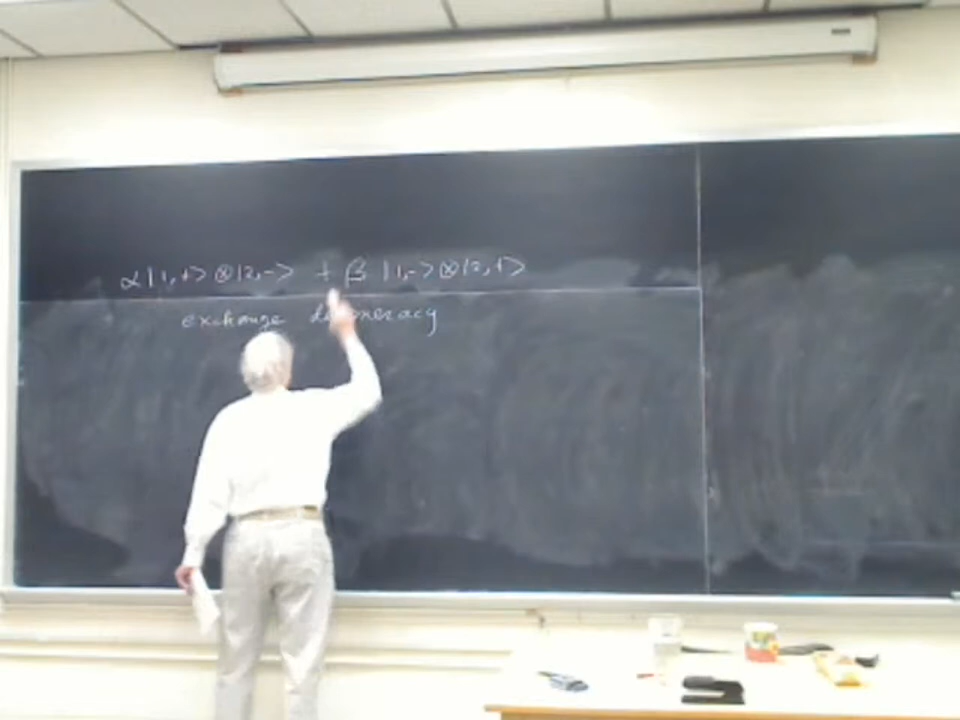 α|1,+>⊗|2,-> + β|1,->⊗|2,+>
exchange degeneracy